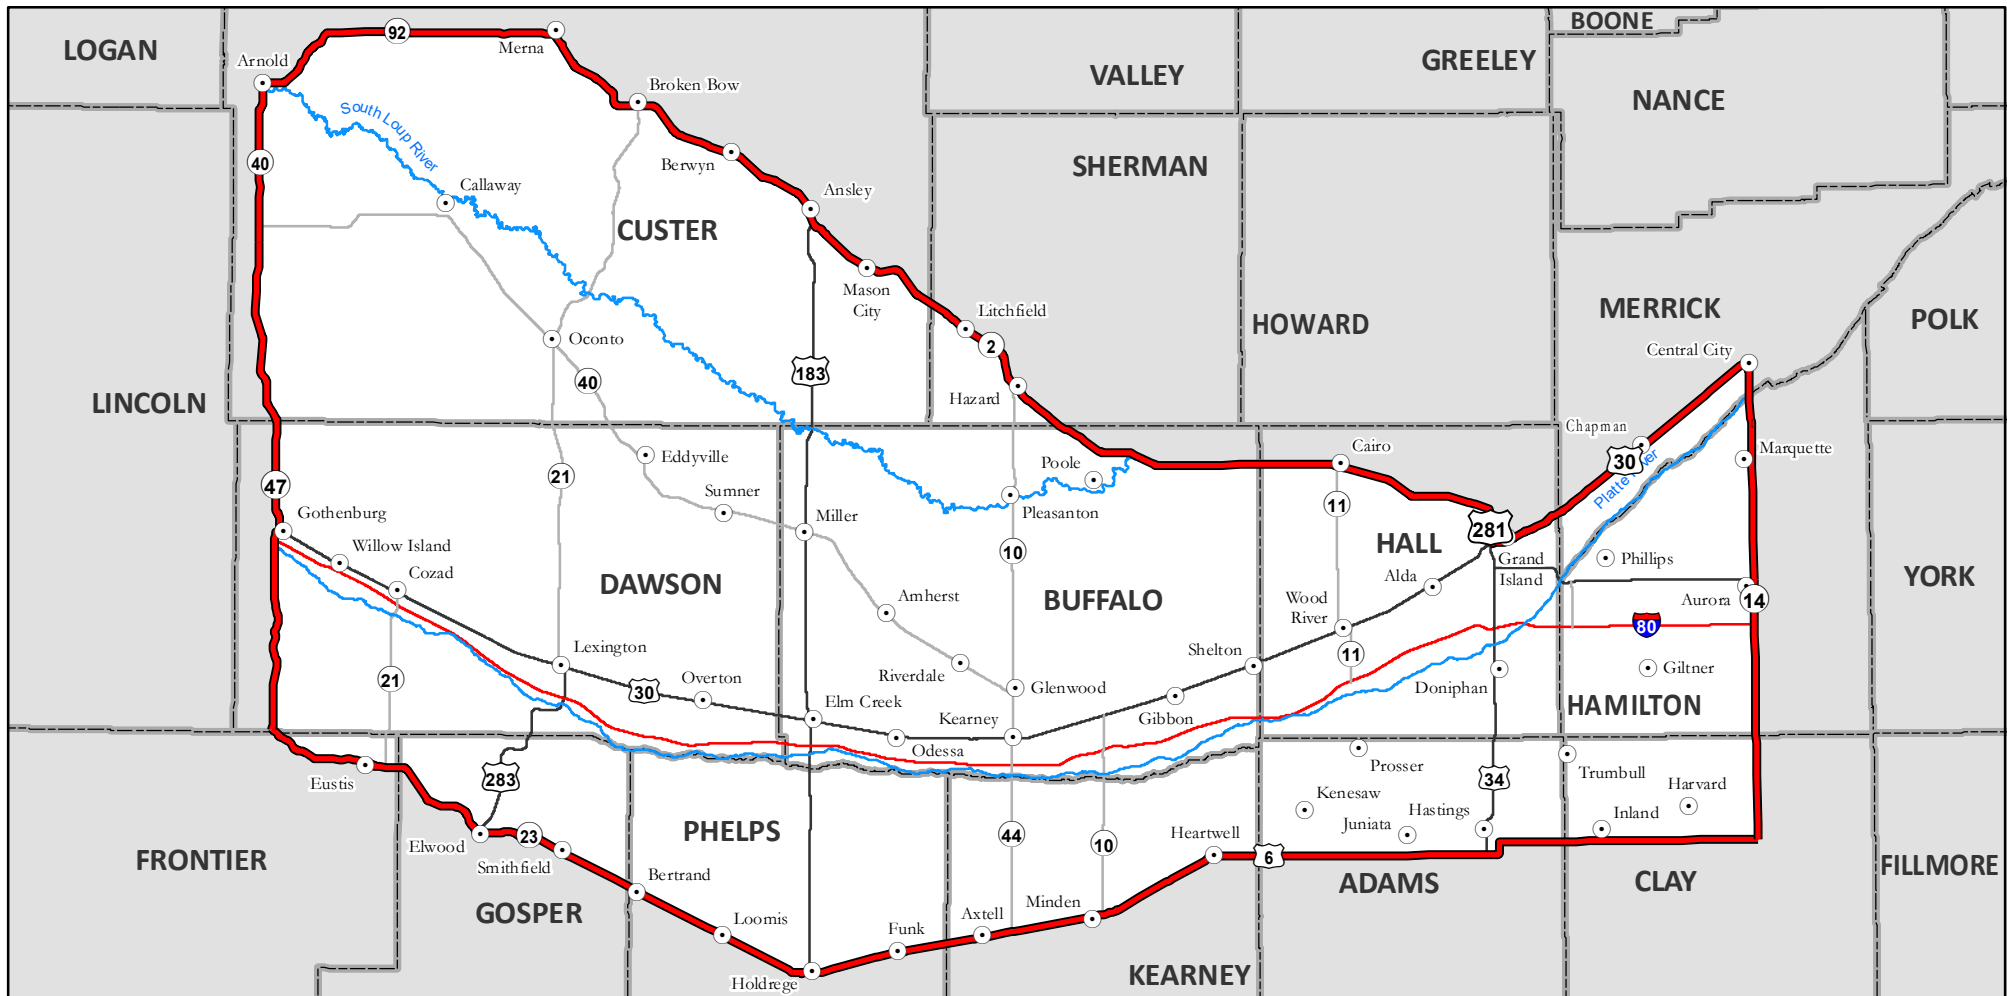 BOONE
LOGAN
92
Merna
Arnold
GREELEY
VALLEY
Broken Bow
NANCE
South Loup River
40
Berwyn
SHERMAN
Callaway
Ansley
CUSTER
Mason
City
Litchfield
MERRICK
HOWARD
POLK
Oconto
2
Central City
183
40
Hazard
LINCOLN
Chapman
Cairo
Marquette
Eddyville
Poole
30
Platte River
21
47
Sumner
11
Gothenburg
Pleasanton
Miller
281
Willow Island
10
HALL
Grand
Island
Phillips
Cozad
DAWSON
Alda
YORK
Amherst
BUFFALO
Wood
River
Aurora
14
80
Lexington
Shelton
11
Giltner
21
30
Overton
Riverdale
Glenwood
Doniphan
Elm Creek
Kearney
Gibbon
HAMILTON
Odessa
Eustis
283
Prosser
34
Trumbull
Kenesaw
Hastings
Harvard
Juniata
Inland
PHELPS
44
10
Heartwell
Elwood
23
6
FRONTIER
Smithfield
Bertrand
ADAMS
CLAY
FILLMORE
GOSPER
Loomis
Funk
Axtell
Minden
Holdrege
KEARNEY